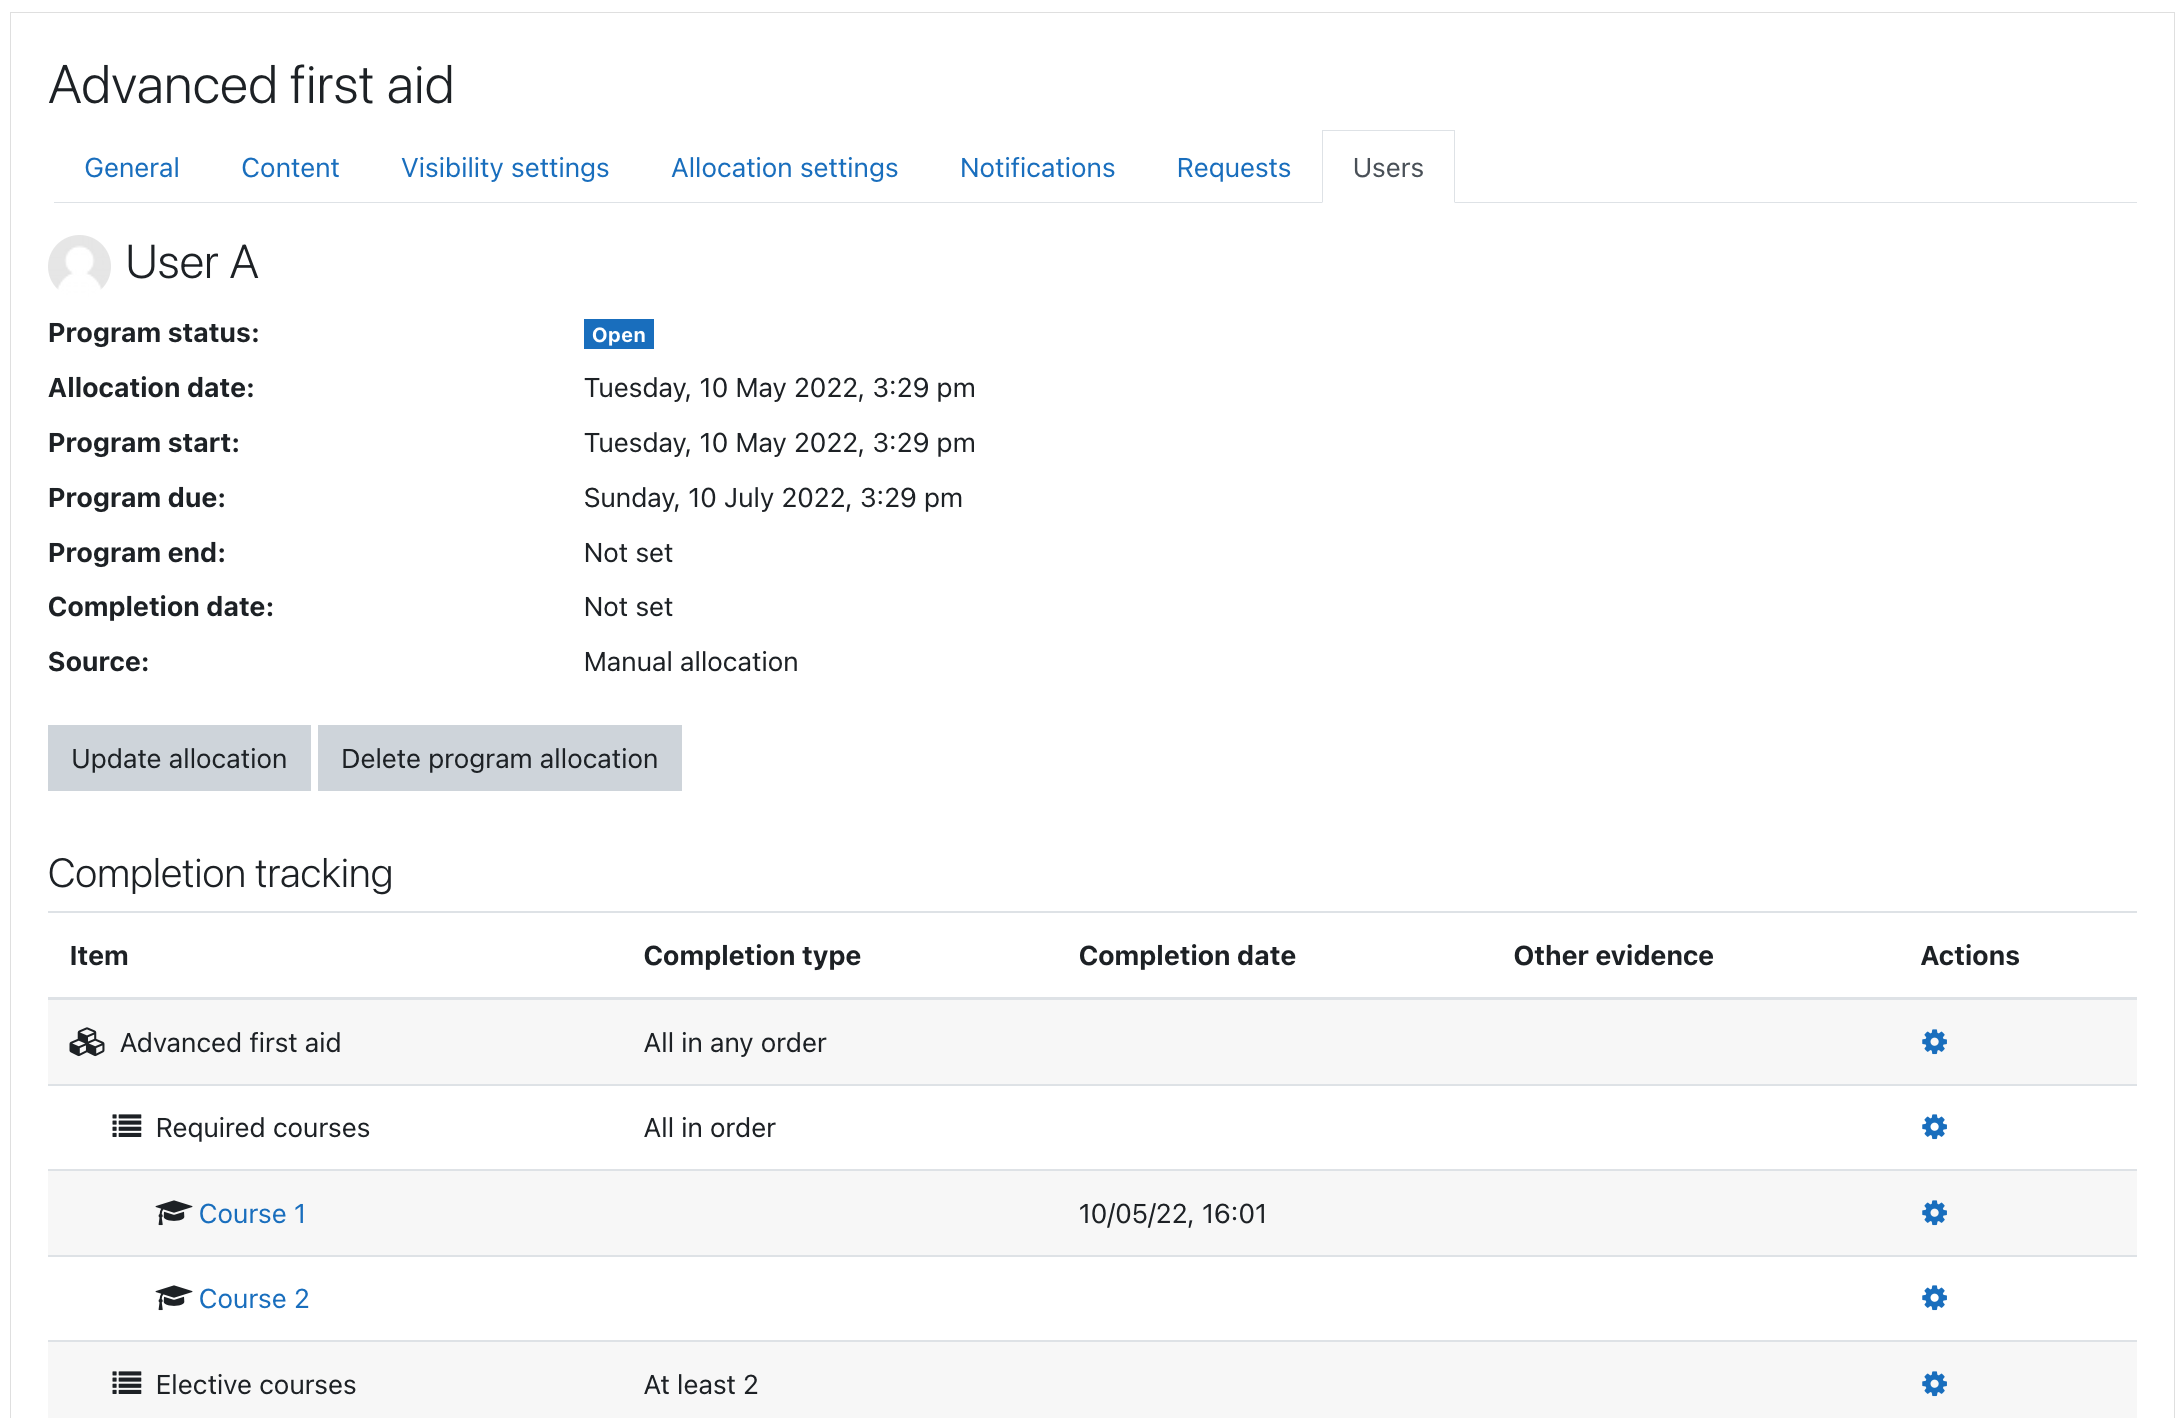 Advanced first aid
General Content Visibility settings Allocation settings Notifications Requests Users
User A
Program status: Open
Allocation date: Tuesday, 10 May 2022, 3:29 pm
Program start: Tuesday, 10 May 2022, 3:29 pm
Program due: Sunday, 10 July 2022, 3:29 pm
Program end: Not set
Completion date: Not set
Source: Manual allocation
Update allocation Delete program allocation
Completion tracking
Item Completion type Completion date Other evidence Actions
Advanced first aid All in any order
Required courses All in order
Course 1 10/05/22, 16:01
Course 2
Elective courses At least 2